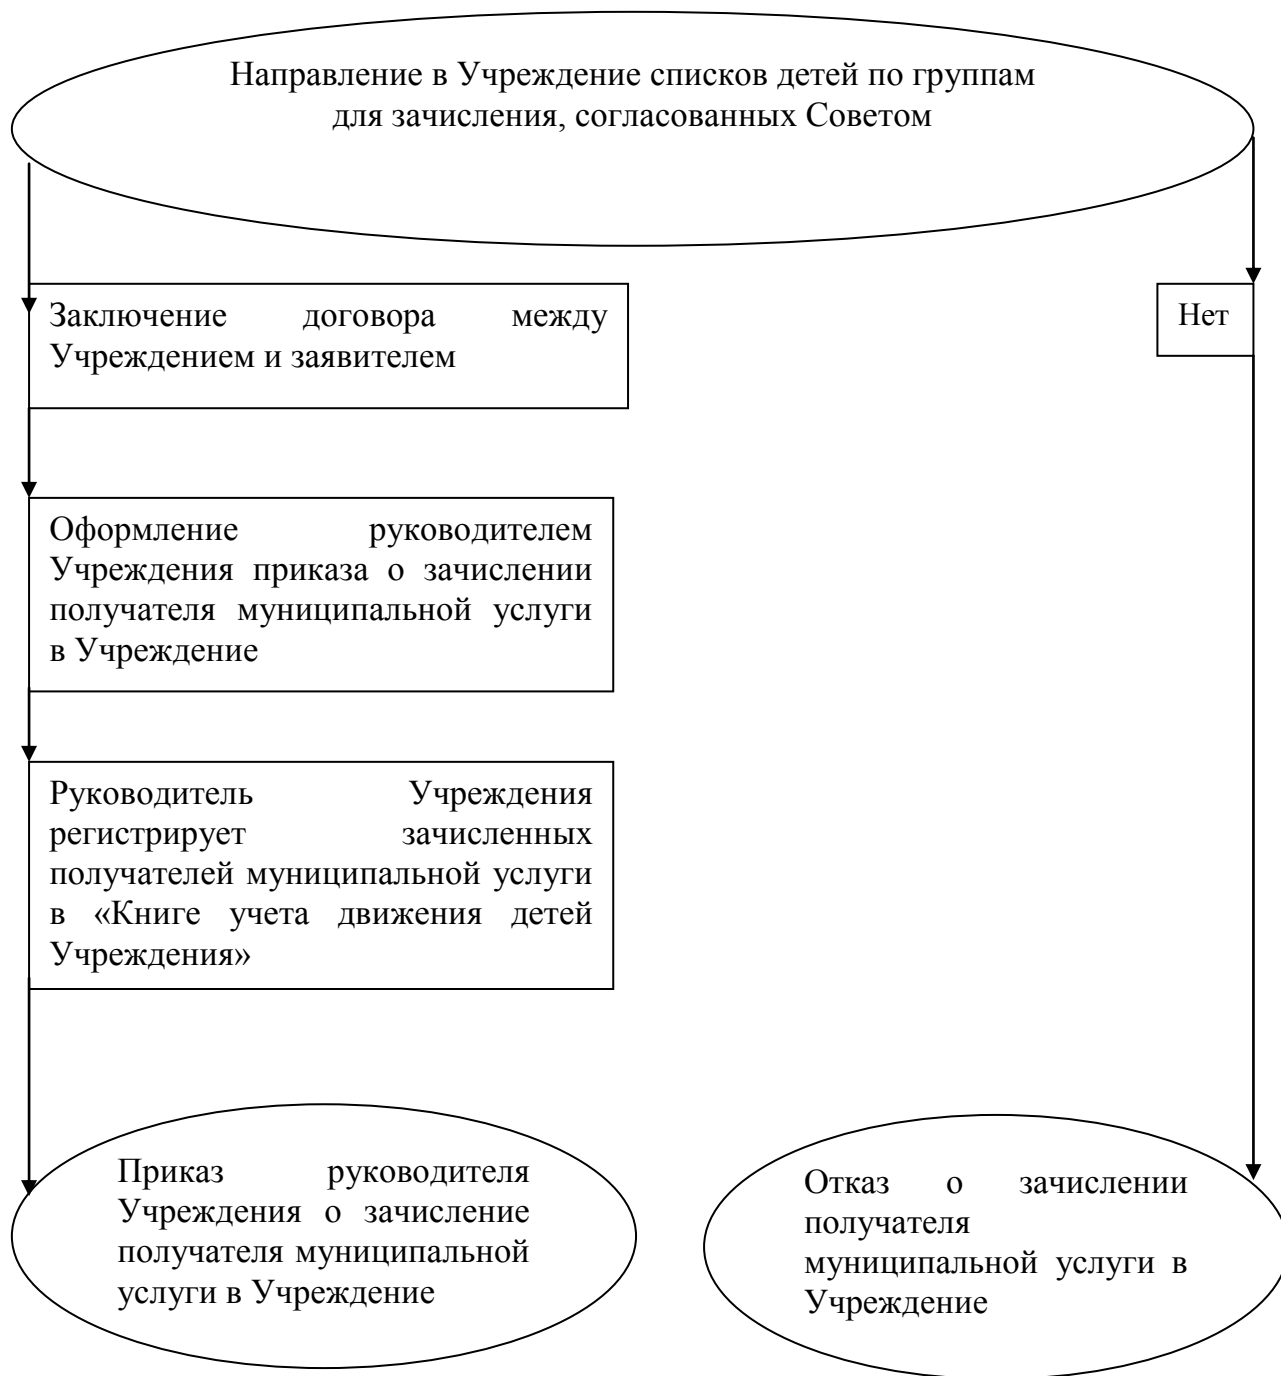 Направление в Учреждение списков детей по группам
для зачисления, согласованных Советом
Заключение договора между
Учреждением и заявителем
Нет
Оформление руководителем
Учреждения приказа о зачислении
получателя муниципальной услуги
в Учреждение
Руководитель Учреждения
регистрирует зачисленных
получателей муниципальной услуги
в «Книге учета движения детей
Учреждения»
Приказ руководителя
Учреждения о зачисление
получателя муниципальной
услуги в Учреждение
Отказ о зачислении
получателя
муниципальной услуги в
Учреждение